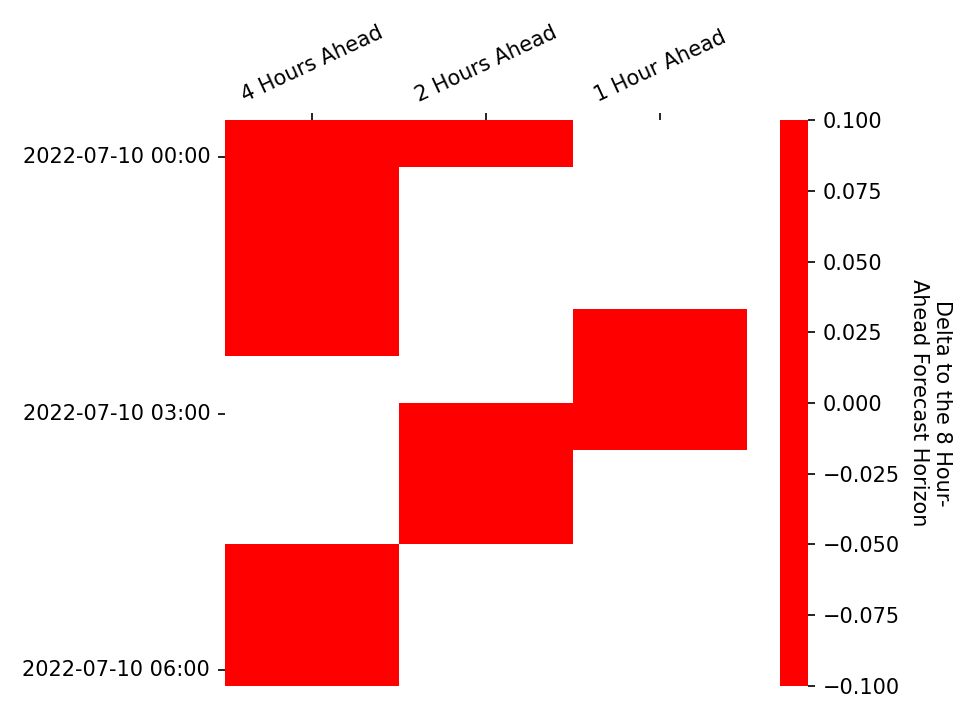 4 Hours Ahead
2 Hours Ahead
1 Hour Ahead
2022-07-10 00:00
2022-07-10 03:00
2022-07-10 06:00
0.100
0.075
0.050
0.025
0.000
−0.025
−0.050
−0.075
−0.100
Delta to the 8 Hour-
Ahead Forecast Horizon